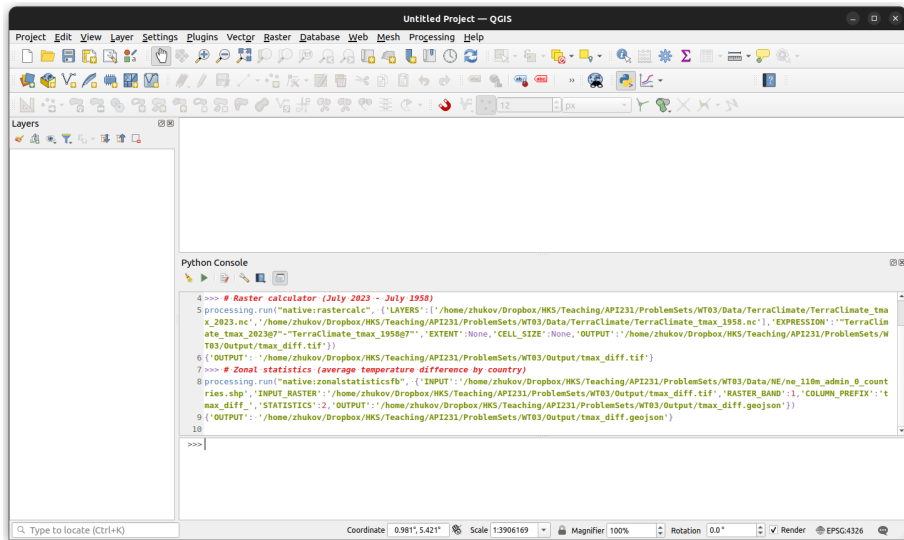 Untitled Project — QGIS
Project Edit View Layer Settings Plugins Vector Raster Database Web Mesh Processing Help
abc abc »
12 px
Layers
Python Console
4 >>> # Raster calculator (July 2023 - July 1958)
5 processing.run("native:rastercalc", {'LAYERS':['/home/zhukov/Dropbox/HKS/Teaching/API231/ProblemSets/WT03/Data/TerraClimate/TerraClimate_tma
x_2023.nc','/home/zhukov/Dropbox/HKS/Teaching/API231/ProblemSets/WT03/Data/TerraClimate/TerraClimate_tmax_1958.nc'],'EXPRESSION':'"TerraClim
ate_tmax_2023@7"-"TerraClimate_tmax_1958@7"','EXTENT':None,'CELL_SIZE':None,'OUTPUT':'/home/zhukov/Dropbox/HKS/Teaching/API231/ProblemSets/W
T03/Output/tmax_diff.tif'})
6 {'OUTPUT': '/home/zhukov/Dropbox/HKS/Teaching/API231/ProblemSets/WT03/Output/tmax_diff.tif'}
7 >>> # Zonal statistics (average temperature difference by country)
8 processing.run("native:zonalstatisticsfb", {'INPUT':'/home/zhukov/Dropbox/HKS/Teaching/API231/ProblemSets/WT03/Data/NE/ne_110m_admin_0_count
ries.shp','INPUT_RASTER':'/home/zhukov/Dropbox/HKS/Teaching/API231/ProblemSets/WT03/Output/tmax_diff.tif','RASTER_BAND':1,'COLUMN_PREFIX':'t
max_diff_','STATISTICS':2,'OUTPUT':'/home/zhukov/Dropbox/HKS/Teaching/API231/ProblemSets/WT03/Output/tmax_diff.geojson'})
9 {'OUTPUT': '/home/zhukov/Dropbox/HKS/Teaching/API231/ProblemSets/WT03/Output/tmax_diff.geojson'}
10
>>>
Type to locate (Ctrl+K) Coordinate 0.981°,5.421° Scale 1:3906169 Magnifier 100% Rotation 0.0 ° Render EPSG:4326